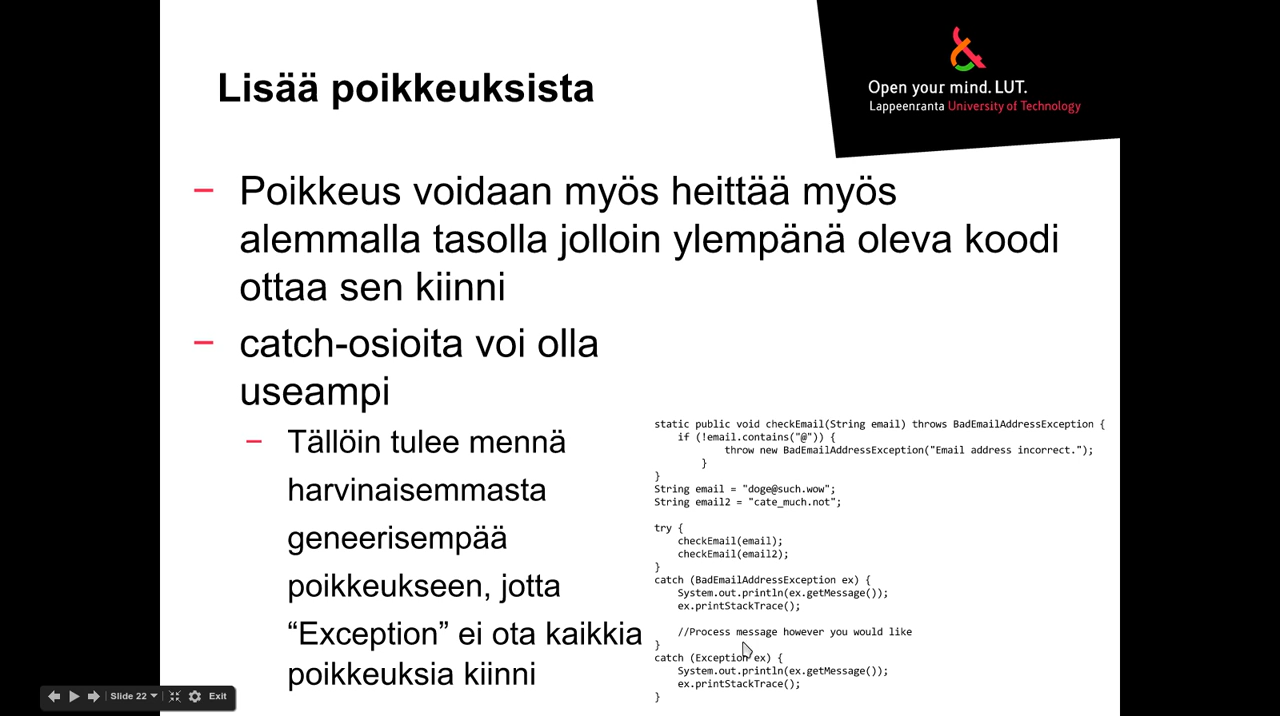 Lisää poikkeuksista
Open your mind. LUT.
Lappeenranta University of Technology
– Poikkeus voidaan myös heittää myös
alemmalla tasolla jolloin ylempänä oleva koodi
ottaa sen kiinni
– catch-osioita voi olla
useampi
– Tällöin tulee mennä
harvinaisemmasta
geneerisempää
poikkeukseen, jotta
“Exception” ei ota kaikkia
poikkeuksia kiinni
static public void checkEmail(String email) throws BadEmailAddressException {
if (!email.contains("@")) {
throw new BadEmailAddressException("Email address incorrect.");
}
}
String email = "doge@such.wow";
String email2 = "cate_much.not";
try {
checkEmail(email);
checkEmail(email2);
}
catch (BadEmailAddressException ex) {
System.out.println(ex.getMessage());
ex.printStackTrace();
//Process message however you would like
}
catch (Exception ex) {
System.out.println(ex.getMessage());
ex.printStackTrace();
}
Slide 22
Exit